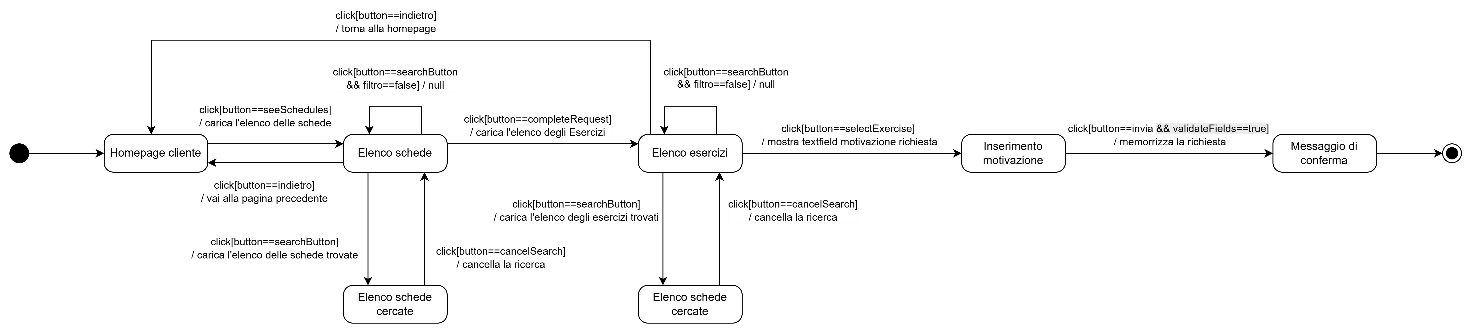 click[button==indietro]
/ torna alla homepage
click[button==searchButton
&& filtro==false] / null
click[button==searchButton
&& filtro==false] / null
click[button==seeSchedules]
/ carica l'elenco delle schede
click[button==completeRequest]
/ carica l'elenco degli Esercizi
click[button==selectExercise]
/ mostra textfield motivazione richiesta
click[button==invia && validateFields==true]
/ memorrizza la richiesta
Homepage cliente
Elenco schede
Elenco esercizi
Inserimento
motivazione
Messaggio di
conferma
click[button==indietro]
/ vai alla pagina precedente
click[button==searchButton]
/ carica l'elenco degli esercizi trovati
click[button==cancelSearch]
/ cancella la ricerca
click[button==searchButton]
/ carica l'elenco delle schede trovate
click[button==cancelSearch]
/ cancella la ricerca
Elenco schede
cercate
Elenco schede
cercate